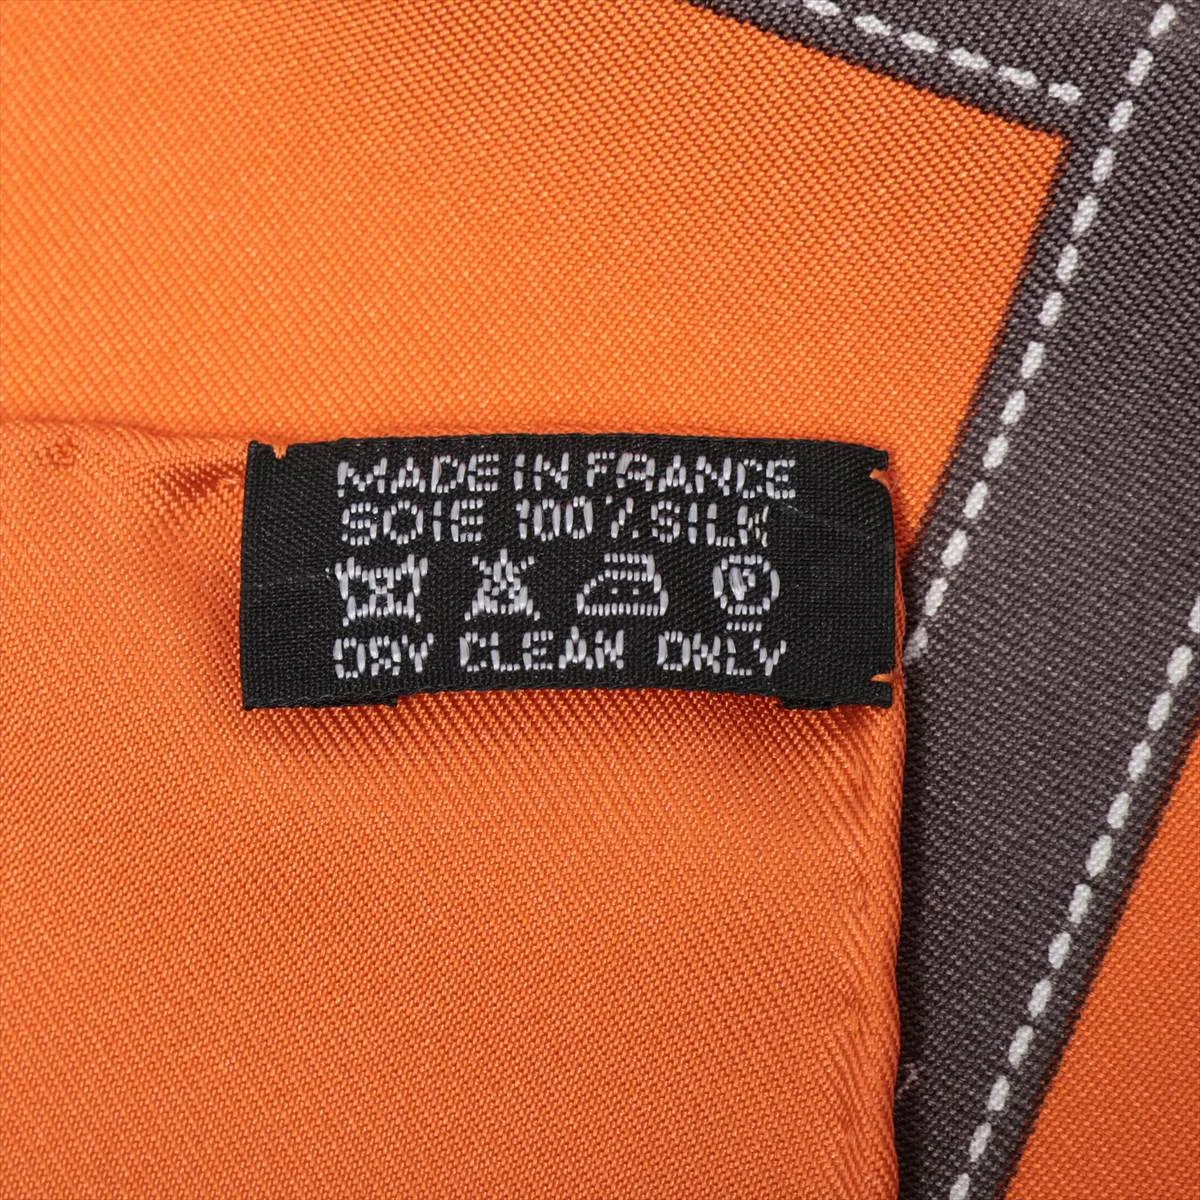 MADE IN FRANCE
SOIE 100% SILK
DRY CLEAN ONLY